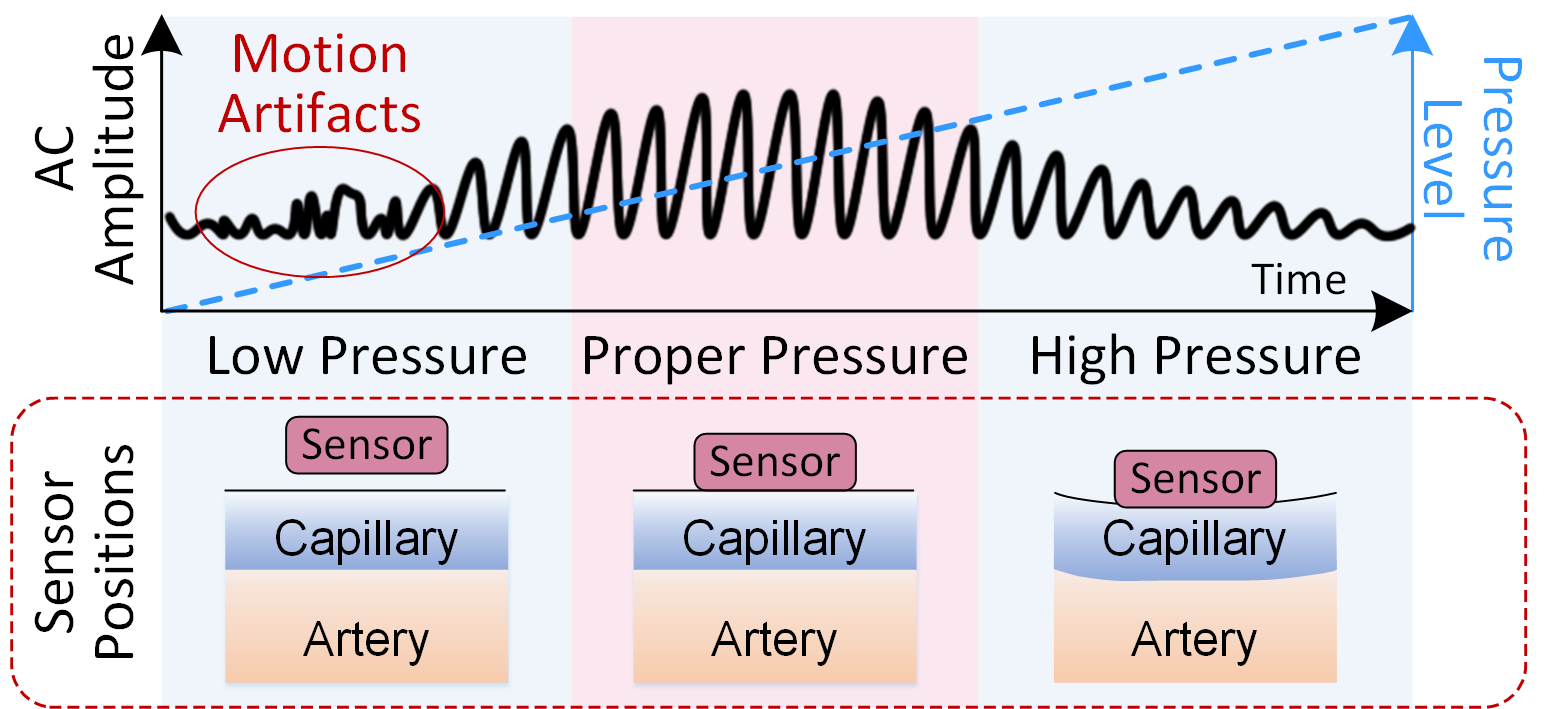 Motion
Artifacts
AC
Amplitude
Pressure
Level
Time
Low Pressure
Proper Pressure
High Pressure
Sensor
Positions
Sensor
Capillary
Artery
Sensor
Capillary
Artery
Sensor
Capillary
Artery